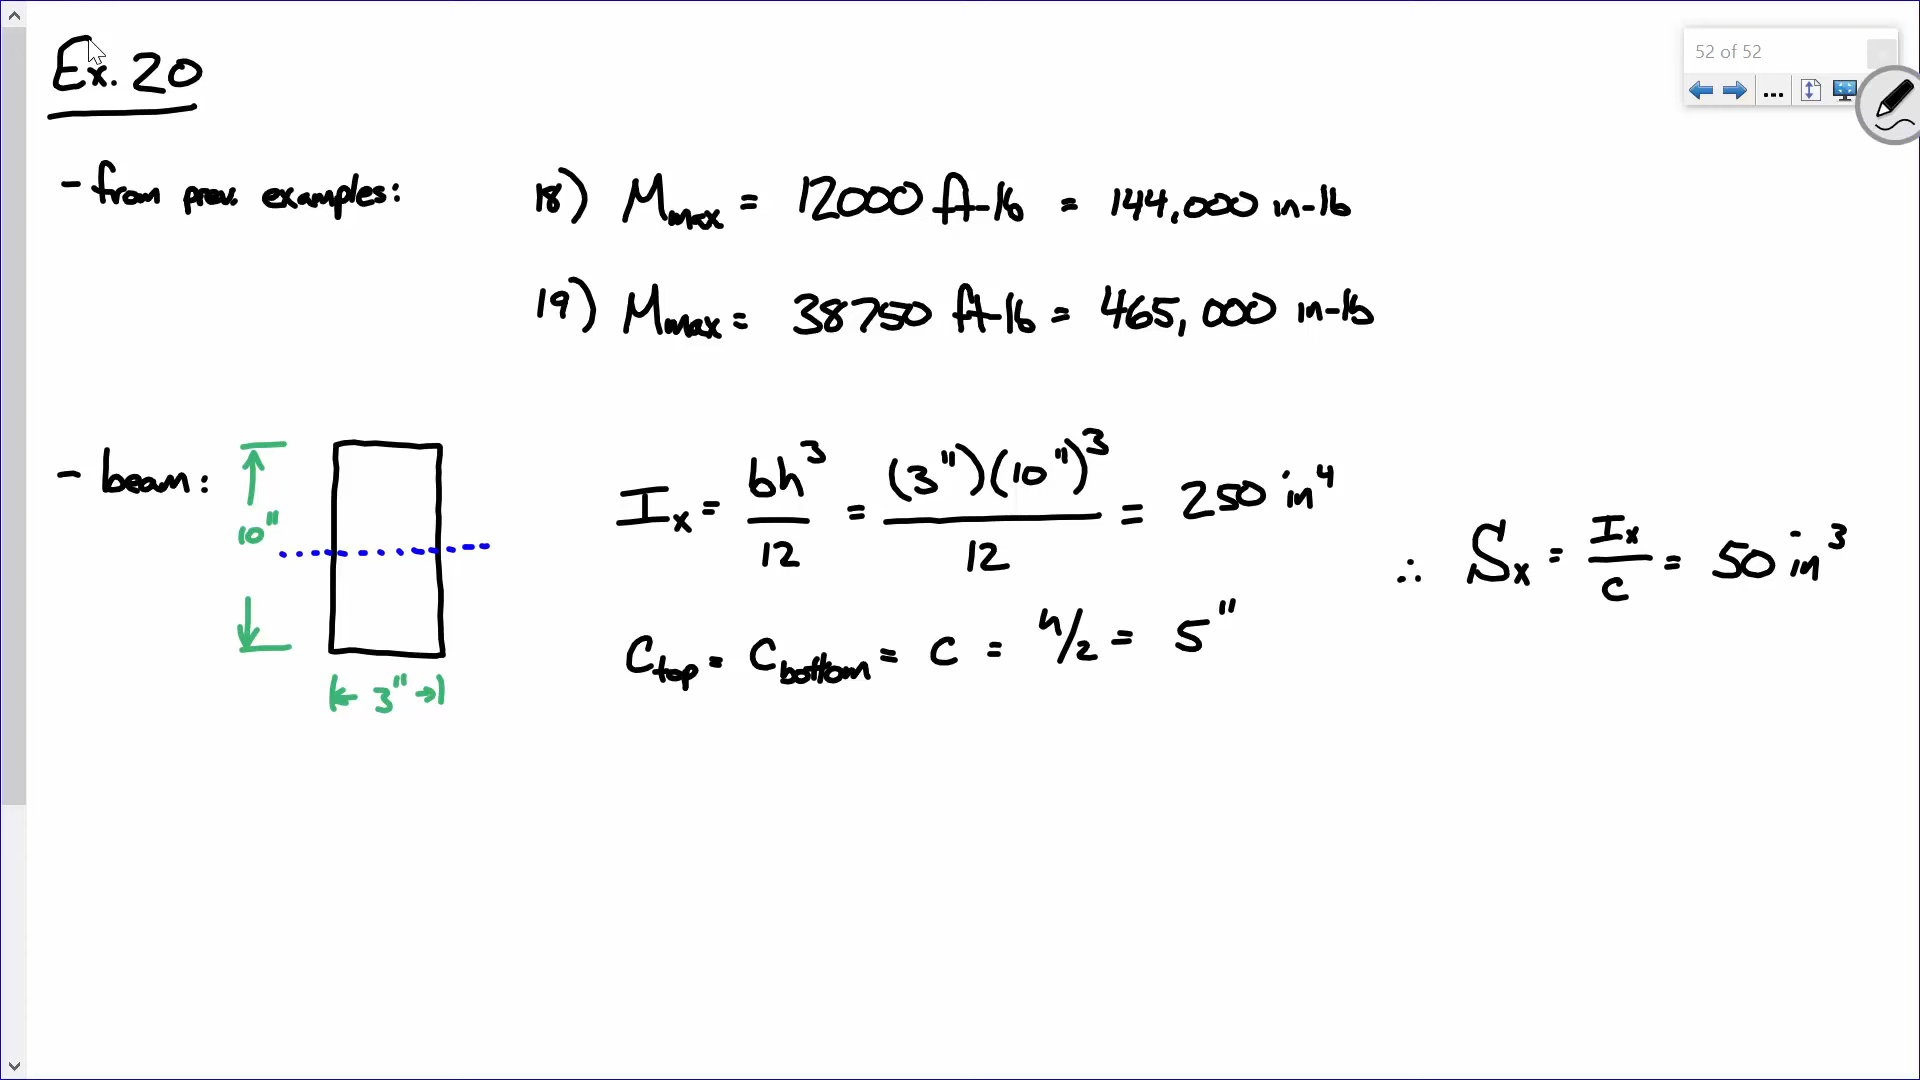 Ex. 20
52 of 52
...
- from prev. examples: 18) Mmax = 12000 ft-lb = 144,000 in-lb
19) Mmax = 38750 ft-lb = 465,000 in-lb
- beam: 10" 3"
Ix = bh³/12 = (3")(10")³/12 = 250 in⁴
∴ Sx = Ix/c = 50 in³
Ctop = Cbottom = c = h/2 = 5"